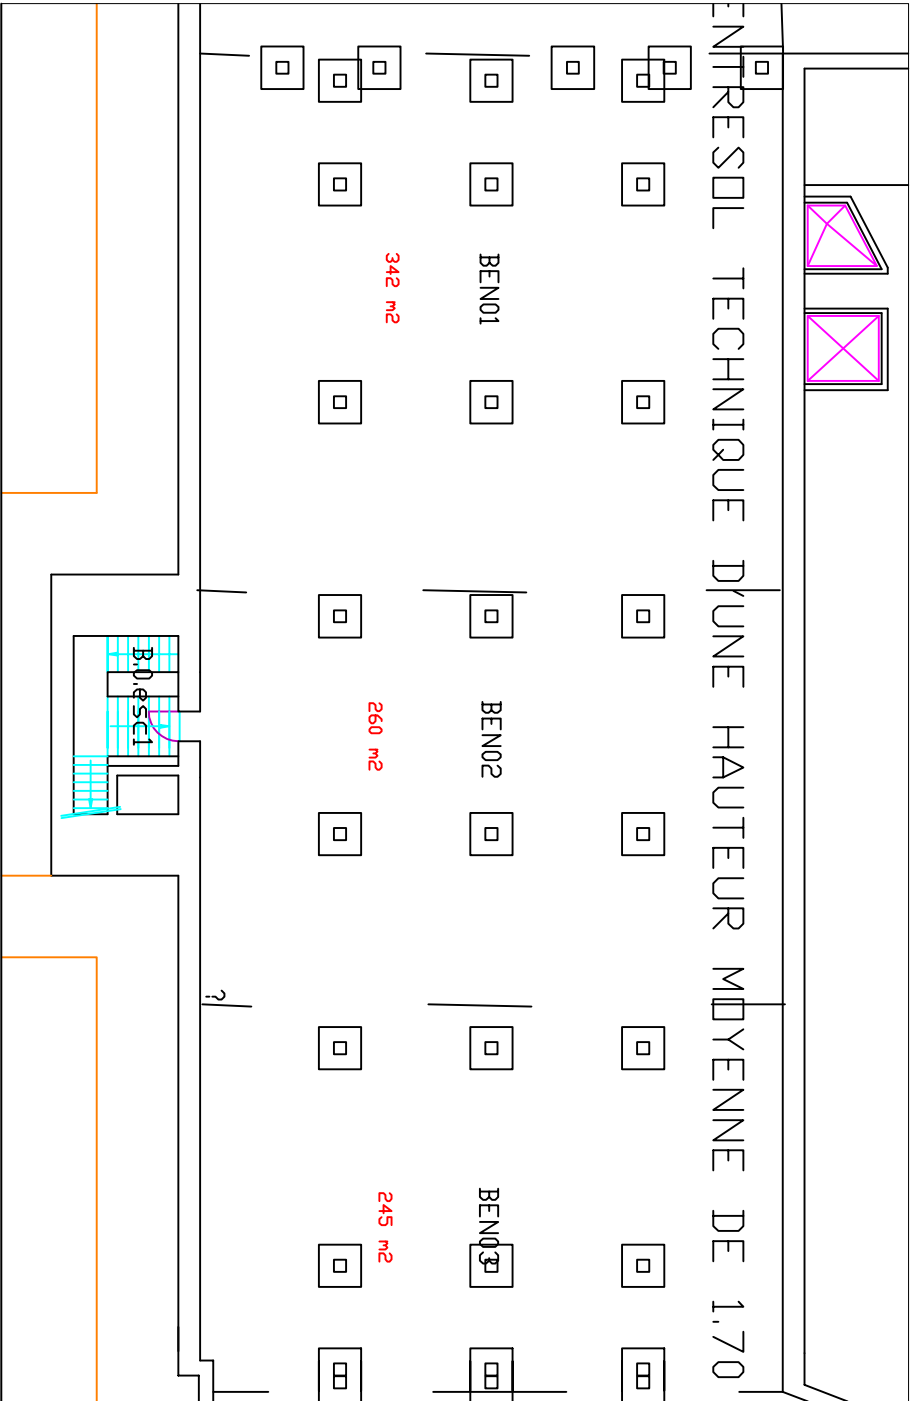 ENTRESOL TECHNIQUE D'UNE HAUTEUR MOYENNE DE 1.70
BEN01
342 m2
BEN02
260 m2
BEN03
245 m2
B.0.esc1
?